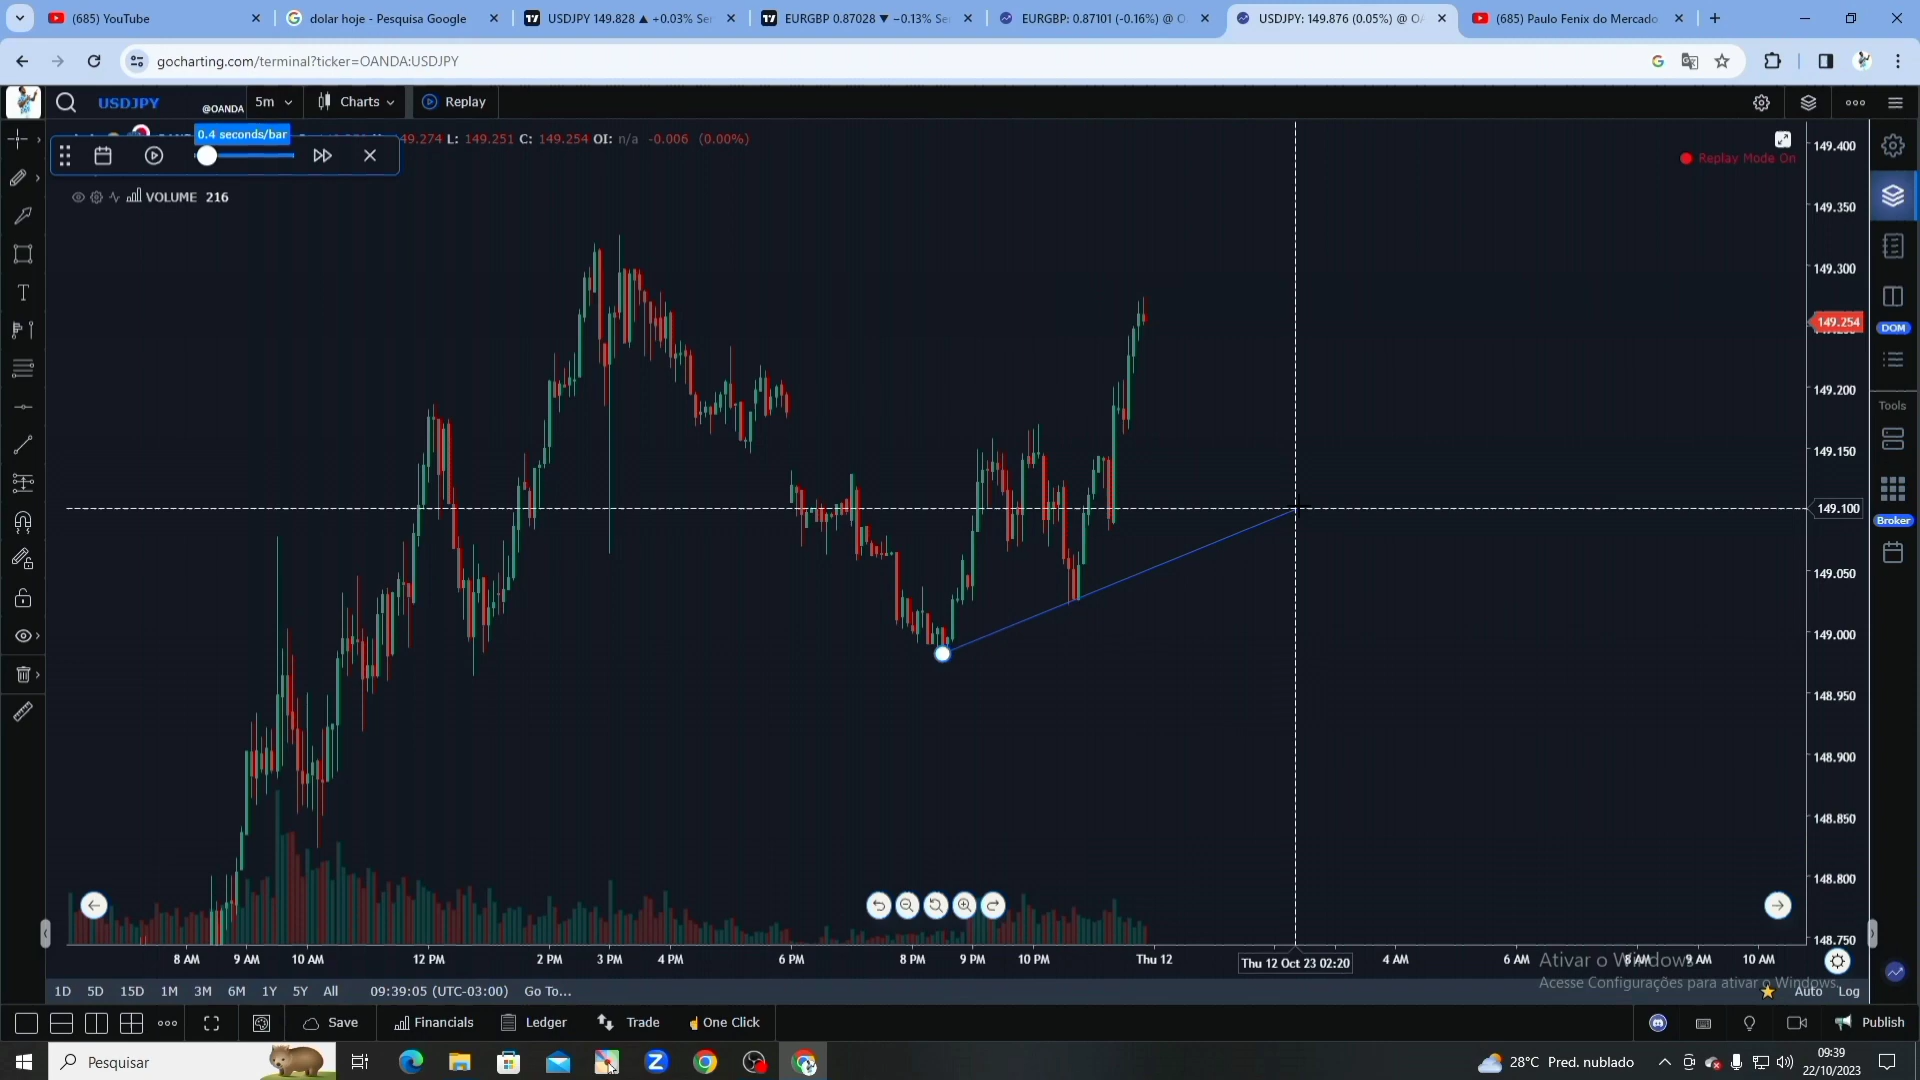 (685) YouTube
dolar hoje - Pesquisa Google
USDJPY 149.828 ▲ +0.03% Se
EURGBP 0.87028 ▼ −0.13% Se
EURGBP: 0.87101 (-0.16%) @ O
USDJPY: 149.876 (0.05%) @ O
(685) Paulo Fenix do Mercado
gocharting.com/terminal?ticker=OANDA:USDJPY
USDJPY @OANDA 5m Charts Replay
0.4 seconds/bar
49.274 L: 149.251 C: 149.254 OI: n/a -0.006 (0.00%)
Replay Mode On
VOLUME 216
149.400
149.350
149.300
149.254
149.200
149.150
149.100
149.050
149.000
148.950
148.900
148.850
148.800
148.750
DOM
Tools
Broker
8 AM 9 AM 10 AM 12 PM 2 PM 3 PM 4 PM 6 PM 8 PM 9 PM 10 PM Thu 12 Thu 12 Oct 23 02:20 4 AM 6 AM 8 AM 9 AM 10 AM
Ativar o Windows
Acesse Configurações para ativar o Windows.
1D 5D 15D 1M 3M 6M 1Y 5Y All 09:39:05 (UTC-03:00) Go To... Auto Log
Save Financials Ledger Trade One Click Publish
Pesquisar
28°C Pred. nublado
09:39
22/10/2023